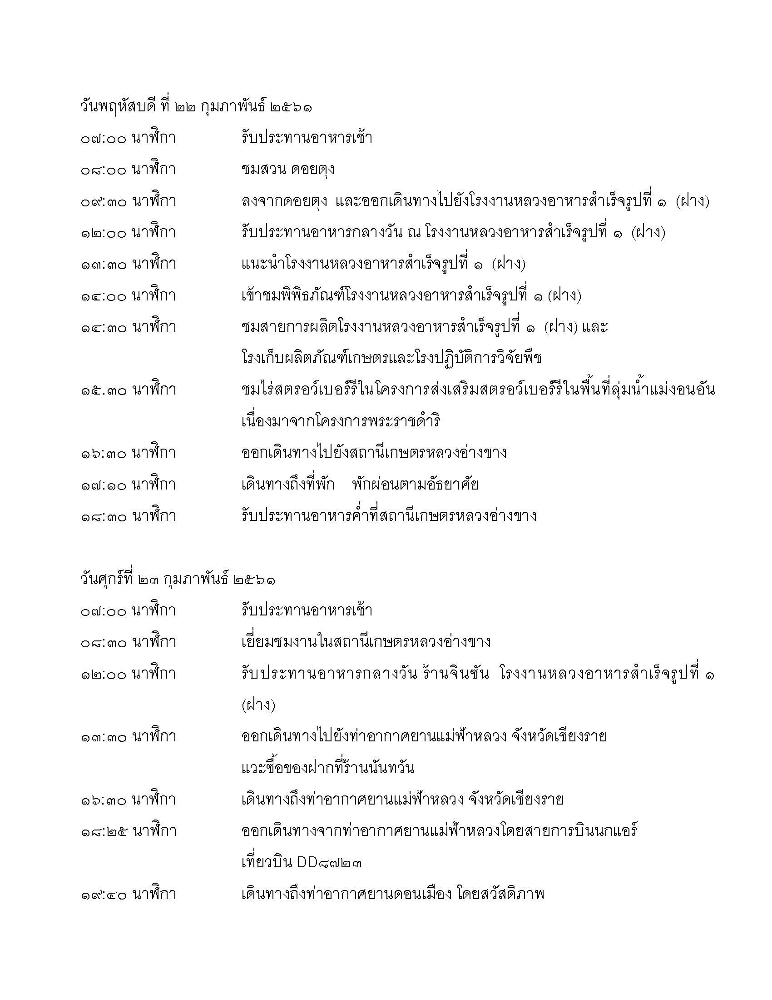 วันพฤหัสบดี ที่ ๒๒ กุมภาพันธ์ ๒๕๖๑
๐๗:๐๐ นาฬิกา รับประทานอาหารเช้า
๐๘:๐๐ นาฬิกา ชมสวน ดอยตุง
๐๙:๓๐ นาฬิกา ลงจากดอยตุง และออกเดินทางไปยังโรงงานหลวงอาหารสำเร็จรูปที่ ๑ (ฝาง)
๑๒:๐๐ นาฬิกา รับประทานอาหารกลางวัน ณ โรงงานหลวงอาหารสำเร็จรูปที่ ๑ (ฝาง)
๑๓:๓๐ นาฬิกา แนะนำโรงงานหลวงอาหารสำเร็จรูปที่ ๑ (ฝาง)
๑๔:๐๐ นาฬิกา เข้าชมพิพิธภัณฑ์โรงงานหลวงอาหารสำเร็จรูปที่ ๑ (ฝาง)
๑๔:๓๐ นาฬิกา ชมสายการผลิตโรงงานหลวงอาหารสำเร็จรูปที่ ๑ (ฝาง) และ
โรงเก็บผลิตภัณฑ์เกษตรและโรงปฏิบัติการวิจัยพืช
๑๕.๓๐ นาฬิกา ชมไร่สตรอว์เบอร์รีในโครงการส่งเสริมสตรอว์เบอร์รีในพื้นที่ลุ่มน้ำแม่งอนอัน
เนื่องมาจากโครงการพระราชดำริ
๑๖:๓๐ นาฬิกา ออกเดินทางไปยังสถานีเกษตรหลวงอ่างขาง
๑๗:๑๐ นาฬิกา เดินทางถึงที่พัก พักผ่อนตามอัธยาศัย
๑๘:๓๐ นาฬิกา รับประทานอาหารค่ำที่สถานีเกษตรหลวงอ่างขาง
วันศุกร์ที่ ๒๓ กุมภาพันธ์ ๒๕๖๑
๐๗:๐๐ นาฬิกา รับประทานอาหารเช้า
๐๘:๓๐ นาฬิกา เยี่ยมชมงานในสถานีเกษตรหลวงอ่างขาง
๑๒:๐๐ นาฬิกา รับประทานอาหารกลางวัน ร้านจินซัน โรงงานหลวงอาหารสำเร็จรูปที่ ๑
(ฝาง)
๑๓:๓๐ นาฬิกา ออกเดินทางไปยังท่าอากาศยานแม่ฟ้าหลวง จังหวัดเชียงราย
แวะซื้อของฝากที่ร้านนันทวัน
๑๖:๓๐ นาฬิกา เดินทางถึงท่าอากาศยานแม่ฟ้าหลวง จังหวัดเชียงราย
๑๘:๒๕ นาฬิกา ออกเดินทางจากท่าอากาศยานแม่ฟ้าหลวงโดยสายการบินนกแอร์
เที่ยวบิน DD๘๗๒๓
๑๙:๔๐ นาฬิกา เดินทางถึงท่าอากาศยานดอนเมือง โดยสวัสดิภาพ